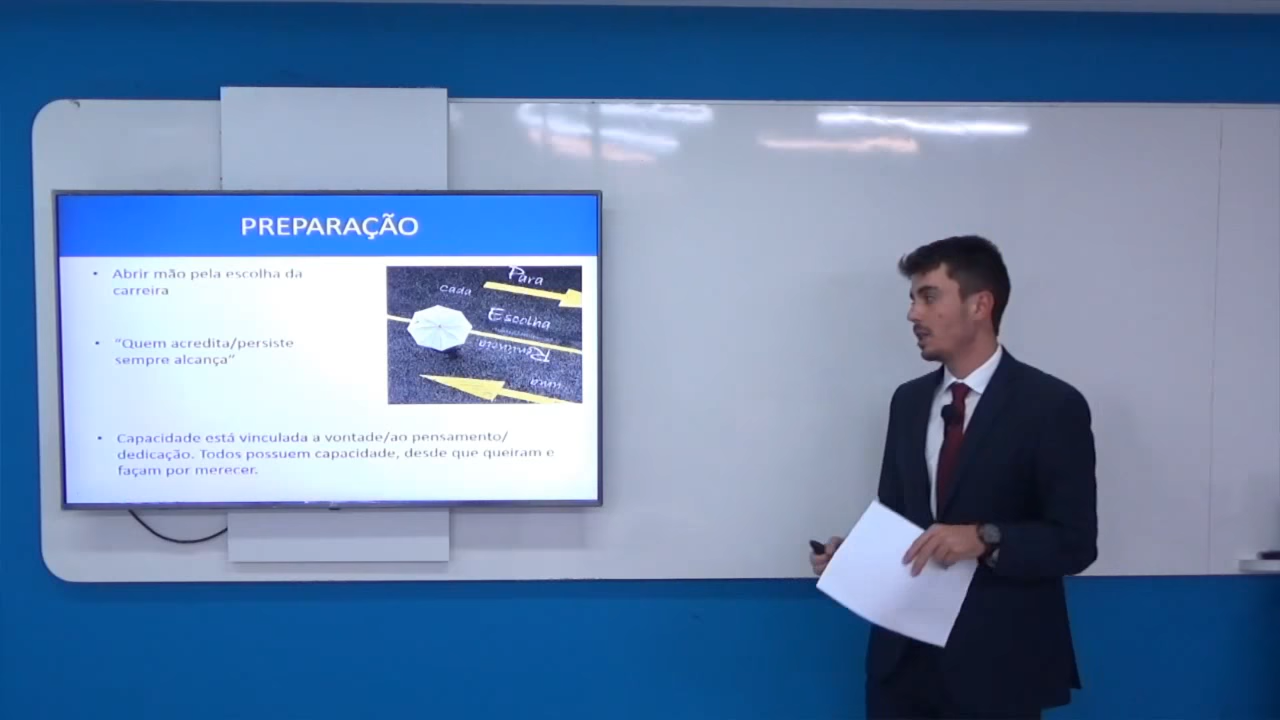 PREPARAÇÃO
• Abrir mão pela escolha da
carreira
• “Quem acredita/persiste
sempre alcança”
Para
cada
Escolha
Renúncia
uma
• Capacidade está vinculada a vontade/ao pensamento/
dedicação. Todos possuem capacidade, desde que queiram e
façam por merecer.